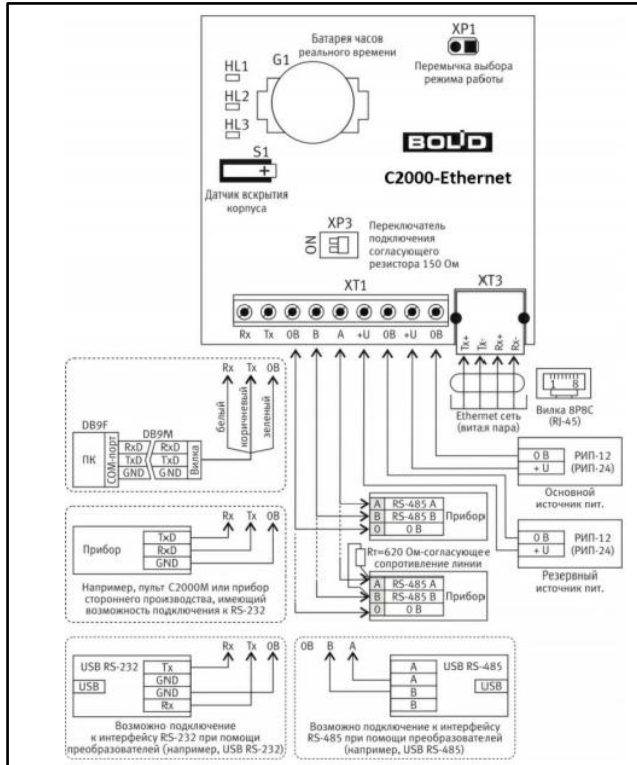 XP1
Перемычка выбора
режима работы
Батарея часов
реального времени
G1
HL1
HL2
HL3
S1
+
Датчик вскрытия
корпуса
BOLID
C2000-Ethernet
XP3
ON
Переключатель
подключения
согласующего
резистора 150 Ом
XT1
XT3
Rx Tx 0В B A +U 0В +U 0В
Tx+
Tx-
Rx+
Rx-
Ethernet сеть
(витая пара)
1 8
Вилка 8P8C
(RJ-45)
Rx Tx 0В
белый
коричневый
зеленый
DB9F
DB9M
ПК
COM-порт
RxD RxD
TxD TxD
GND GND
Вилка
0 В
+ U
РИП-12
(РИП-24)
Основной
источник пит.
0 В
+ U
РИП-12
(РИП-24)
Резервный
источник пит.
A RS-485 A
B RS-485 B
0 0 В
Прибор
Rт=620 Ом-согласующее
сопротивление линии
A RS-485 A
B RS-485 B
0 0 В
Прибор
Rx Tx 0В
Прибор
TxD
RxD
GND
Например, пульт С2000М или прибор
стороннего производства, имеющий
возможность подключения к RS-232
Rx Tx 0В
USB RS-232
USB
Tx
GND
GND
Rx
Возможно подключение
к интерфейсу RS-232 при помощи
преобразователей (например, USB RS-232)
0В B A
A
A
B
B
USB RS-485
USB
Возможно подключение к интерфейсу
RS-485 при помощи преобразователей
(например, USB RS-485)